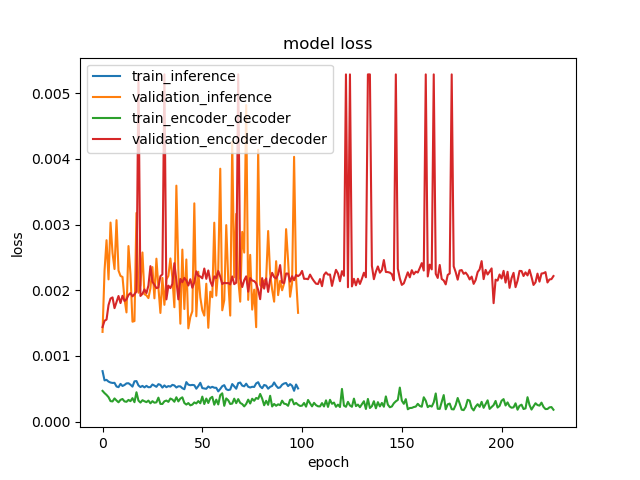 model loss
train_inference
validation_inference
train_encoder_decoder
validation_encoder_decoder
0.005
0.004
0.003
0.002
0.001
0.000
loss
0
50
100
150
200
epoch